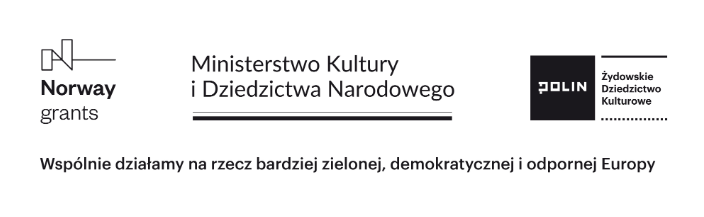 Norway
grants
Ministerstwo Kultury
i Dziedzictwa Narodowego
POLIN
Żydowskie
Dziedzictwo
Kulturowe
Wspólnie działamy na rzecz bardziej zielonej, demokratycznej i odpornej Europy